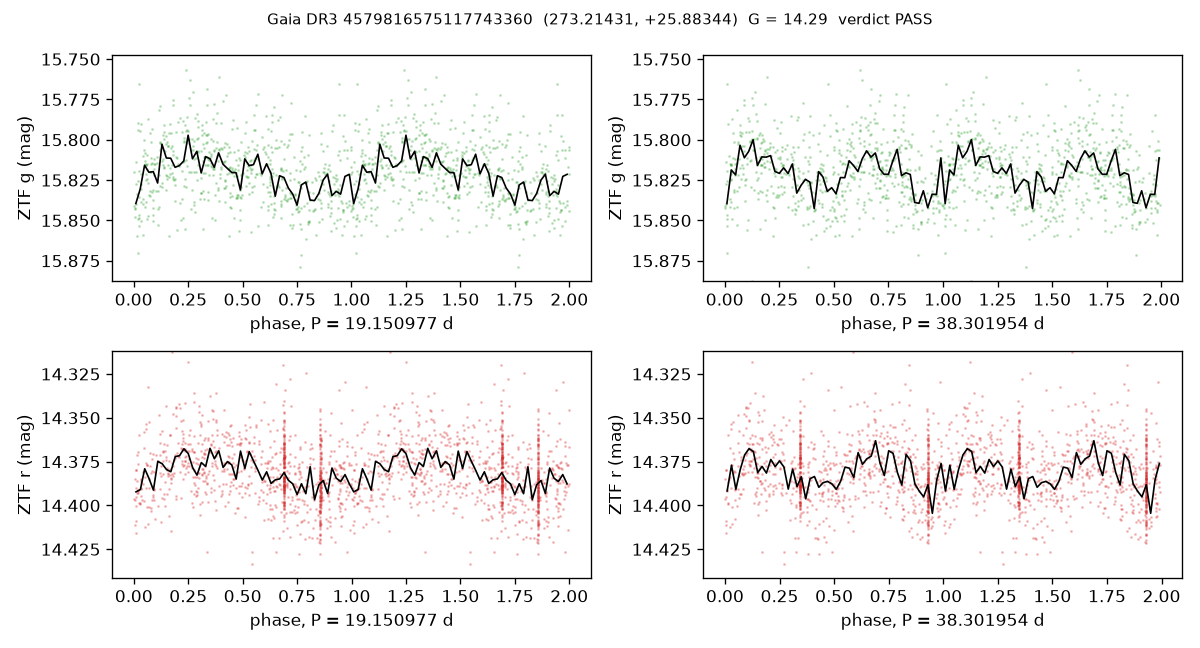 Gaia DR3 4579816575117743360 (273.21431, +25.88344) G = 14.29 verdict PASS
15.750
15.775
15.800
15.825
15.850
15.875
ZTF g (mag)
0.00 0.25 0.50 0.75 1.00 1.25 1.50 1.75 2.00
phase, P = 19.150977 d
15.750
15.775
15.800
15.825
15.850
15.875
ZTF g (mag)
0.00 0.25 0.50 0.75 1.00 1.25 1.50 1.75 2.00
phase, P = 38.301954 d
14.325
14.350
14.375
14.400
14.425
ZTF r (mag)
0.00 0.25 0.50 0.75 1.00 1.25 1.50 1.75 2.00
phase, P = 19.150977 d
14.325
14.350
14.375
14.400
14.425
ZTF r (mag)
0.00 0.25 0.50 0.75 1.00 1.25 1.50 1.75 2.00
phase, P = 38.301954 d